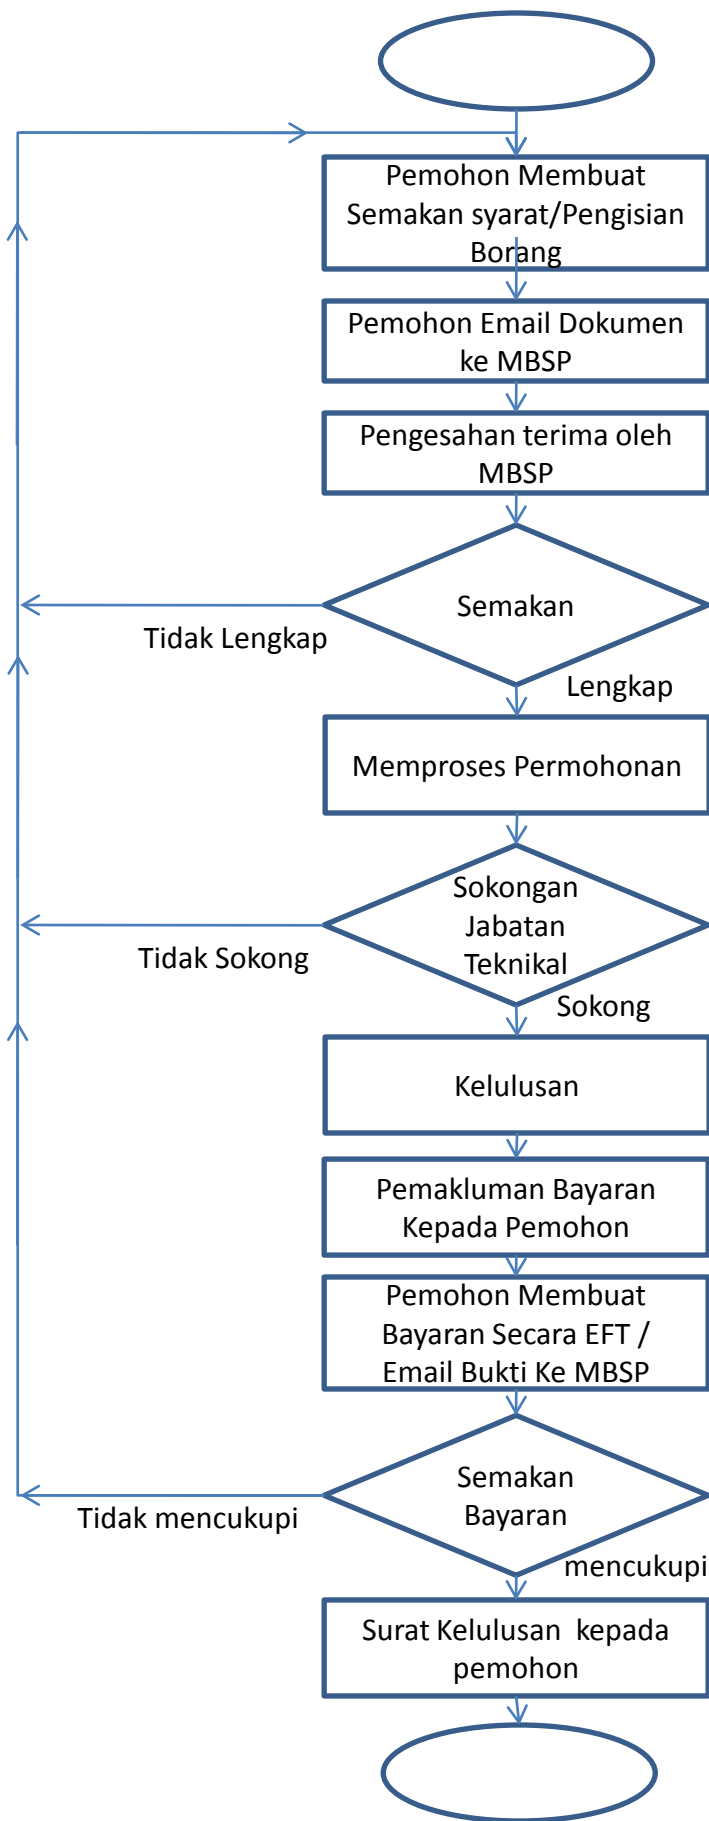 Pemohon Membuat
Semakan syarat/Pengisian
Borang
Pemohon Email Dokumen
ke MBSP
Pengesahan terima oleh
MBSP
Semakan
Tidak Lengkap
Lengkap
Memproses Permohonan
Sokongan
Jabatan
Teknikal
Tidak Sokong
Sokong
Kelulusan
Pemakluman Bayaran
Kepada Pemohon
Pemohon Membuat
Bayaran Secara EFT /
Email Bukti Ke MBSP
Semakan
Bayaran
Tidak mencukupi
mencukupi
Surat Kelulusan kepada
pemohon